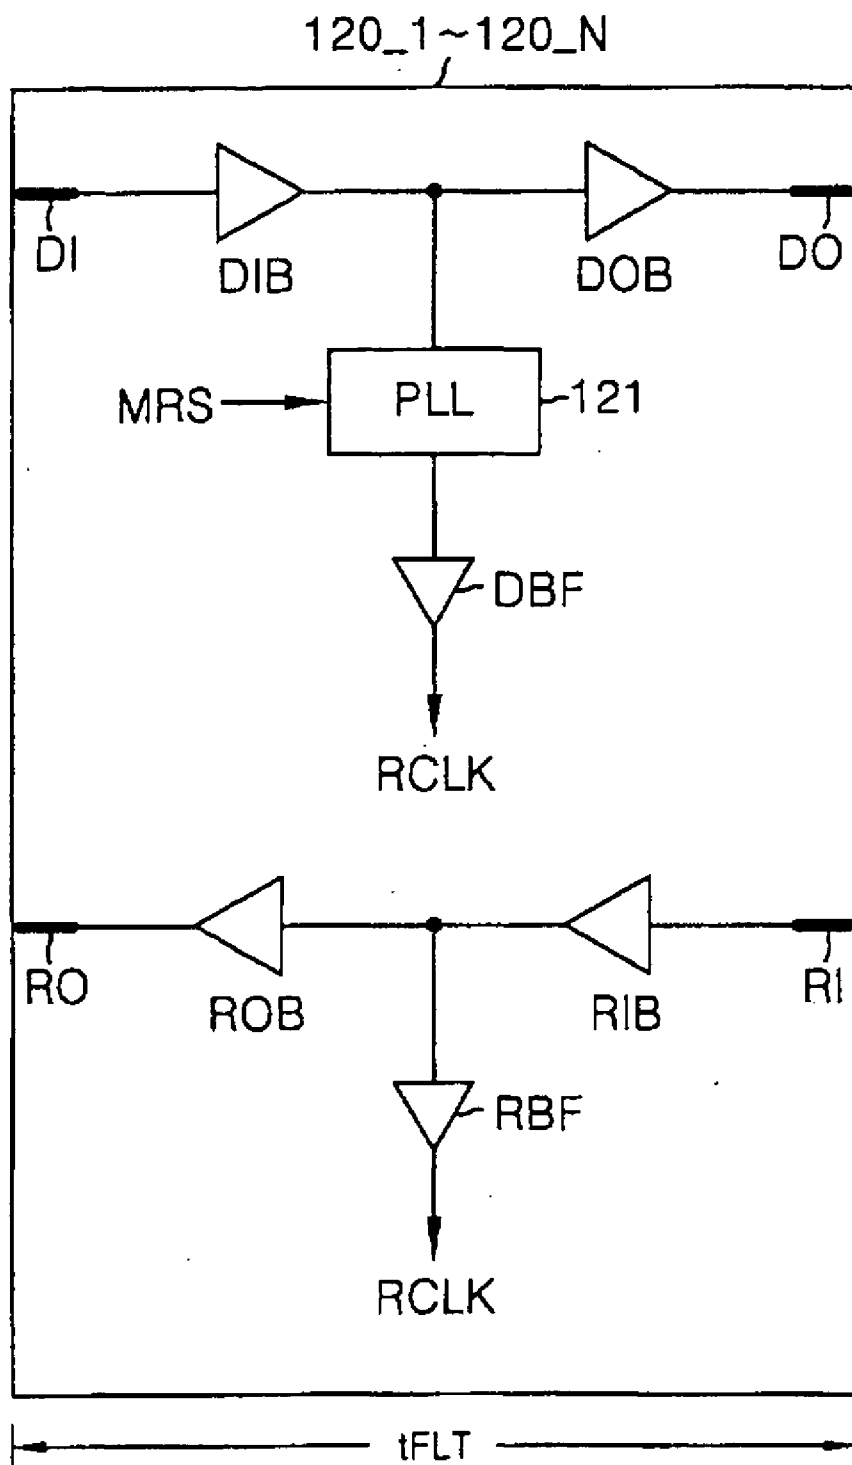 120_1~120_N
DI
DIB
DOB
DO
MRS
PLL
121
DBF
RCLK
RO
ROB
RIB
RI
RBF
RCLK
tFLT